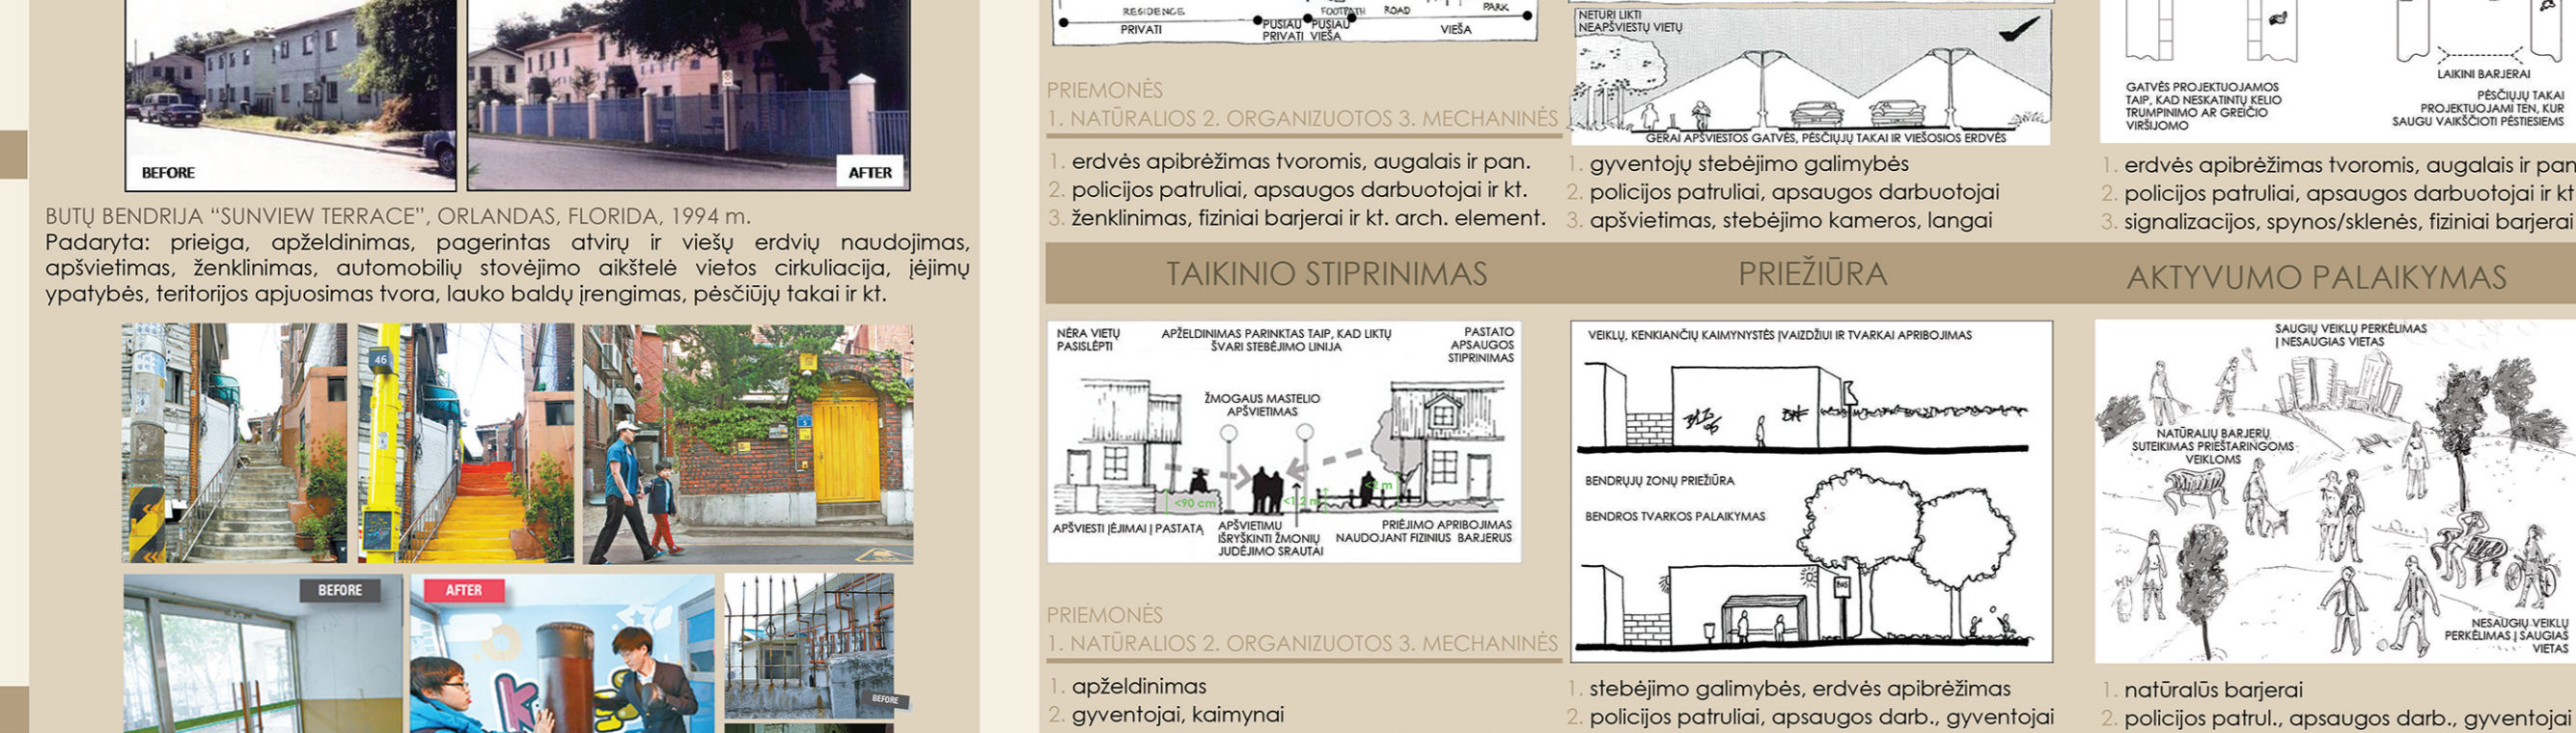 BEFORE
AFTER
BUTŲ BENDRIJA “SUNVIEW TERRACE”, ORLANDAS, FLORIDA, 1994 m.
Padaryta: prieiga, apželdinimas, pagerintas atvirų ir viešų erdvių naudojimas,
apšvietimas, ženklinimas, automobilių stovėjimo aikštelė vietos cirkuliacija, įėjimų
ypatybės, teritorijos apjuosimas tvora, lauko baldų įrengimas, pėsčiųjų takai ir kt.
46
BEFORE
AFTER
BEFORE
RESIDENCE
FOOTPATH
ROAD
PARK
PRIVATI
PUSIAU PUSIAU
PRIVATI VIEŠA
VIEŠA
PRIEMONĖS
1. NATŪRALIOS 2. ORGANIZUOTOS 3. MECHANINĖS
1. erdvės apibrėžimas tvoromis, augalais ir pan.
2. policijos patruliai, apsaugos darbuotojai ir kt.
3. ženklinimas, fiziniai barjerai ir kt. arch. element.
NETURI LIKTI
NEAPŠVIESTŲ VIETŲ
GERAI APŠVIESTOS GATVĖS, PĖSČIŲJŲ TAKAI IR VIEŠOSIOS ERDVĖS
1. gyventojų stebėjimo galimybės
2. policijos patruliai, apsaugos darbuotojai
3. apšvietimas, stebėjimo kameros, langai
GATVĖS PROJEKTUOJAMOS
TAIP, KAD NESKATINTŲ KELIO
TRUMPINIMO AR GREIČIO
VIRŠIJOMO
LAIKINI BARJERAI
PĖSČIŲJŲ TAKAI
PROJEKTUOJAMI TEN, KUR
SAUGU VAIKŠČIOTI PĖSTIESIEMS
1. erdvės apibrėžimas tvoromis, augalais ir pan
2. policijos patruliai, apsaugos darbuotojai ir kt
3. signalizacijos, spynos/sklenės, fiziniai barjerai
TAIKINIO STIPRINIMAS
PRIEŽIŪRA
AKTYVUMO PALAIKYMAS
NĖRA VIETŲ
PASISLĖPTI
APŽELDINIMAS PARINKTAS TAIP, KAD LIKTŲ
ŠVARI STEBĖJIMO LINIJA
PASTATO
APSAUGOS
STIPRINIMAS
ŽMOGAUS MASTELIO
APŠVIETIMAS
<90 cm
<1,2 m
<2 m
APŠVIESTI ĮĖJIMAI Į PASTATĄ
APŠVIETIMU
IŠRYŠKINTI ŽMONIŲ
JUDĖJIMO SRAUTAI
PRIĖJIMO APRIBOJIMAS
NAUDOJANT FIZINIUS BARJERUS
PRIEMONĖS
1. NATŪRALIOS 2. ORGANIZUOTOS 3. MECHANINĖS
1. apželdinimas
2. gyventojai, kaimynai
VEIKLŲ, KENKIANČIŲ KAIMYNYSTĖS ĮVAIZDŽIUI IR TVARKAI APRIBOJIMAS
BENDRŲJŲ ZONŲ PRIEŽIŪRA
BENDROS TVARKOS PALAIKYMAS
BUS
1. stebėjimo galimybės, erdvės apibrėžimas
2. policijos patruliai, apsaugos darb., gyventojai
SAUGIŲ VEIKLŲ PERKĖLIMAS
Į NESAUGIAS VIETAS
NATŪRALIŲ BARJERŲ
SUTEIKIMAS PRIEŠTARINGOMS
VEIKLOMS
NESAUGIŲ VEIKLŲ
PERKĖLIMAS Į SAUGIAS
VIETAS
1. natūralūs barjerai
2. policijos patrul., apsaugos darb., gyventojai